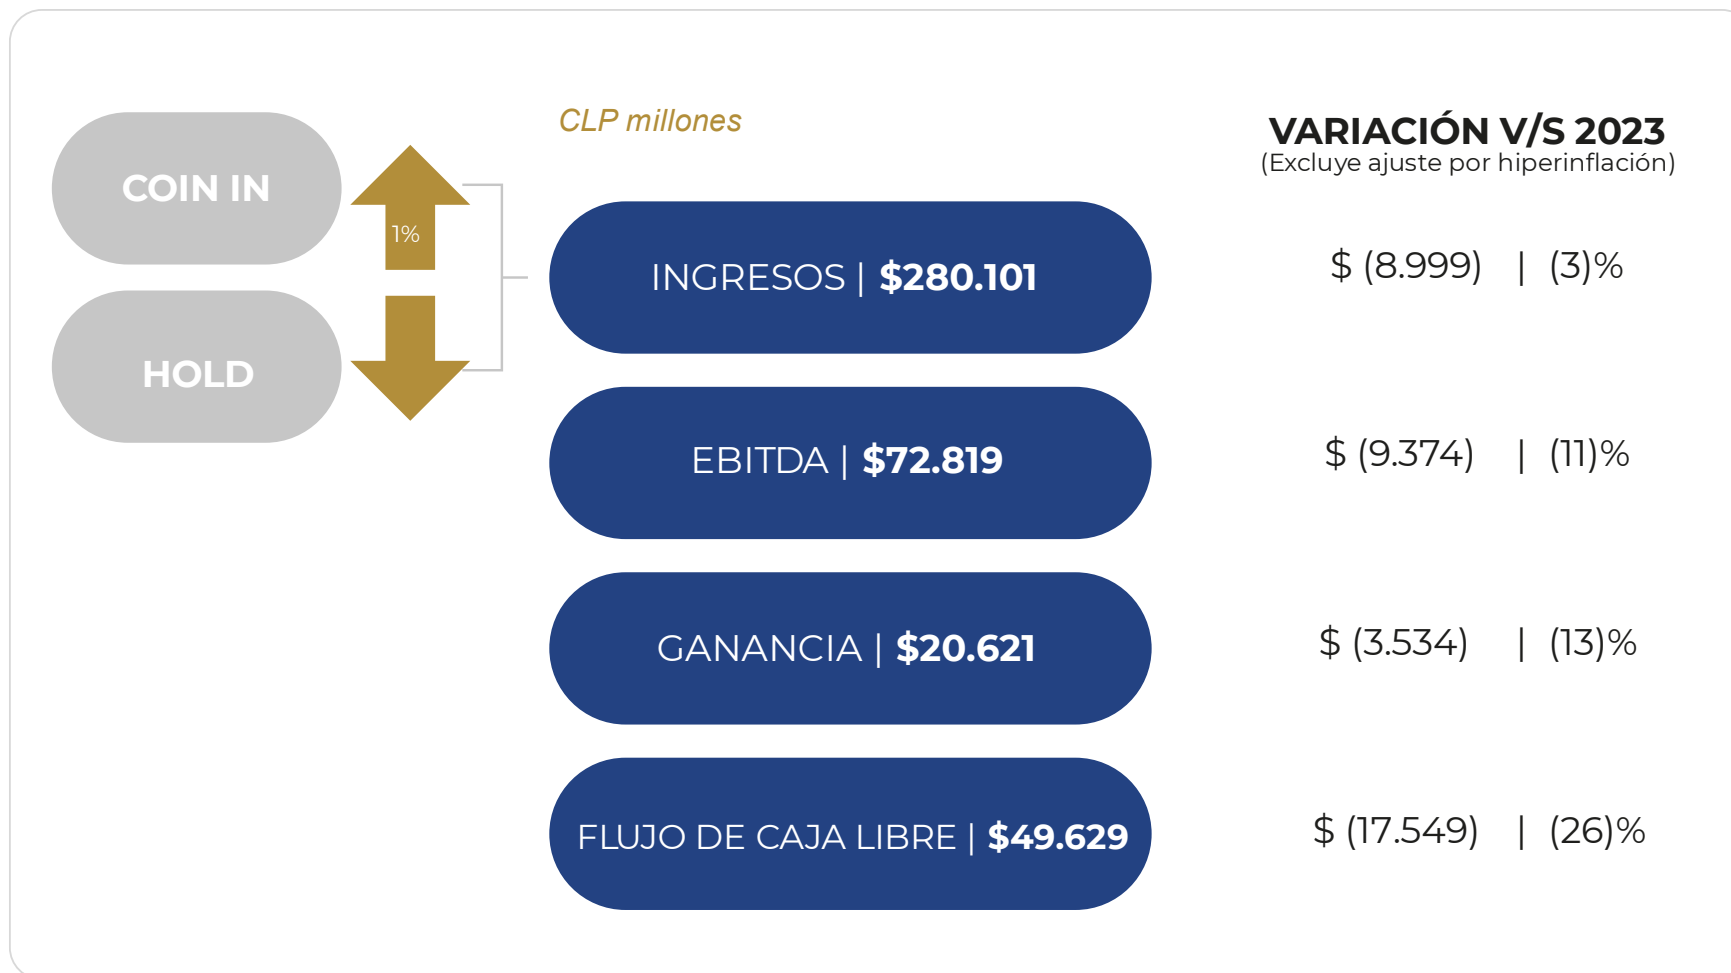 COIN IN
1%
HOLD
CLP millones
VARIACIÓN V/S 2023
(Excluye ajuste por hiperinflación)
INGRESOS | $280.101
$ (8.999) | (3)%
EBITDA | $72.819
$ (9.374) | (11)%
GANANCIA | $20.621
$ (3.534) | (13)%
FLUJO DE CAJA LIBRE | $49.629
$ (17.549) | (26)%